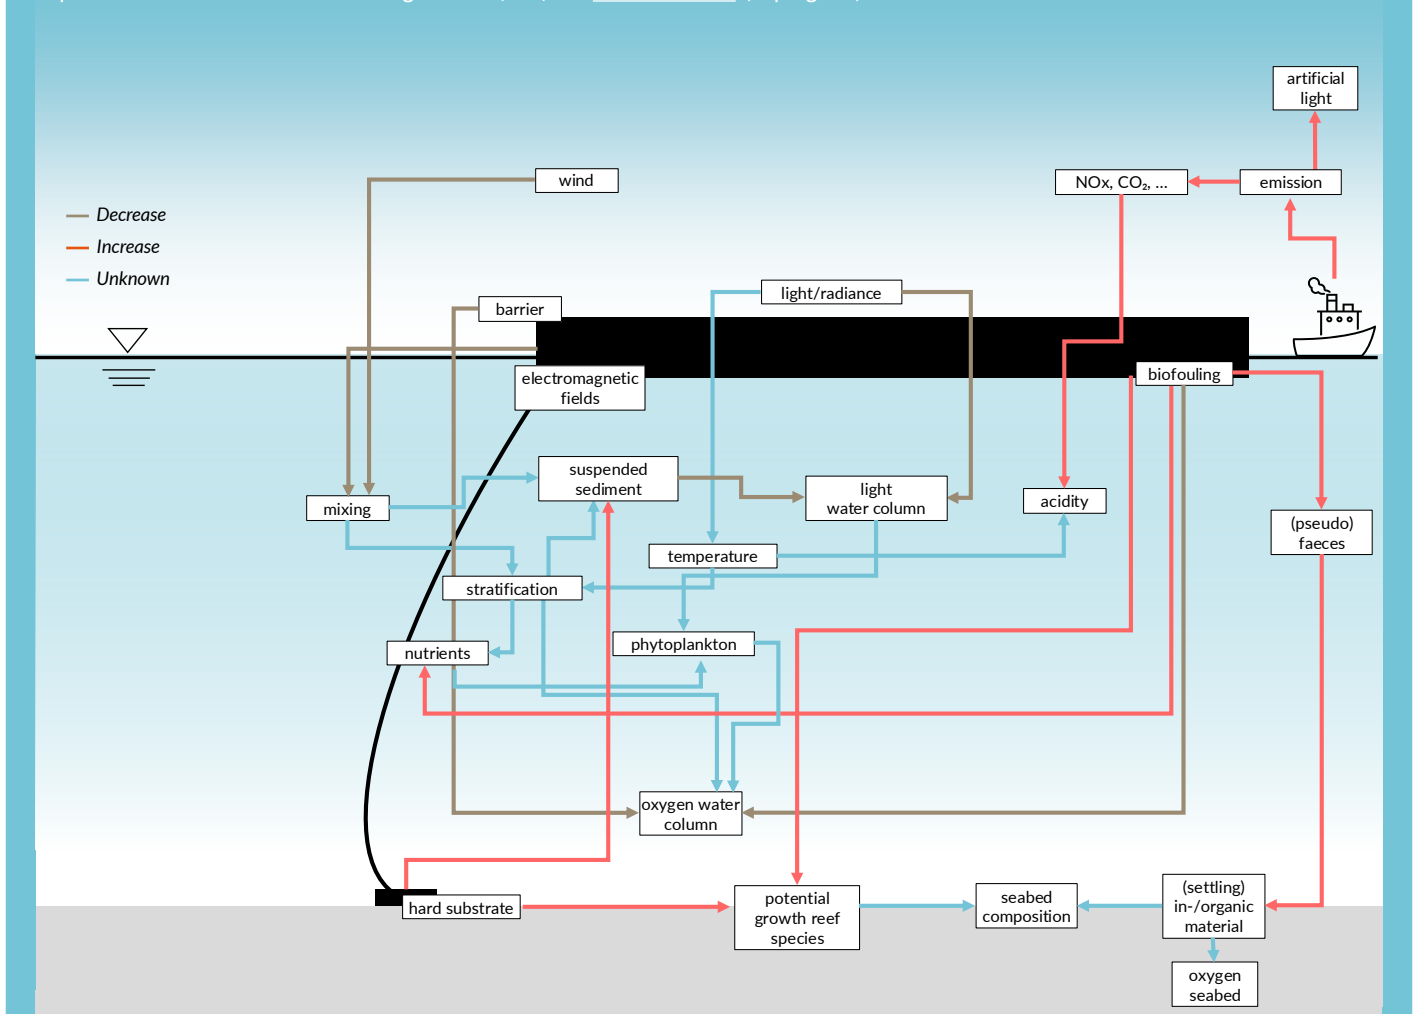 artificial
light
wind
NOx, CO₂, ...
emission
Decrease
Increase
Unknown
light/radiance
barrier
electromagnetic
fields
biofouling
suspended
sediment
light
water column
mixing
acidity
(pseudo)
faeces
temperature
stratification
nutrients
phytoplankton
oxygen water
column
hard substrate
potential
growth reef
species
seabed
composition
(settling)
in-/organic
material
oxygen
seabed